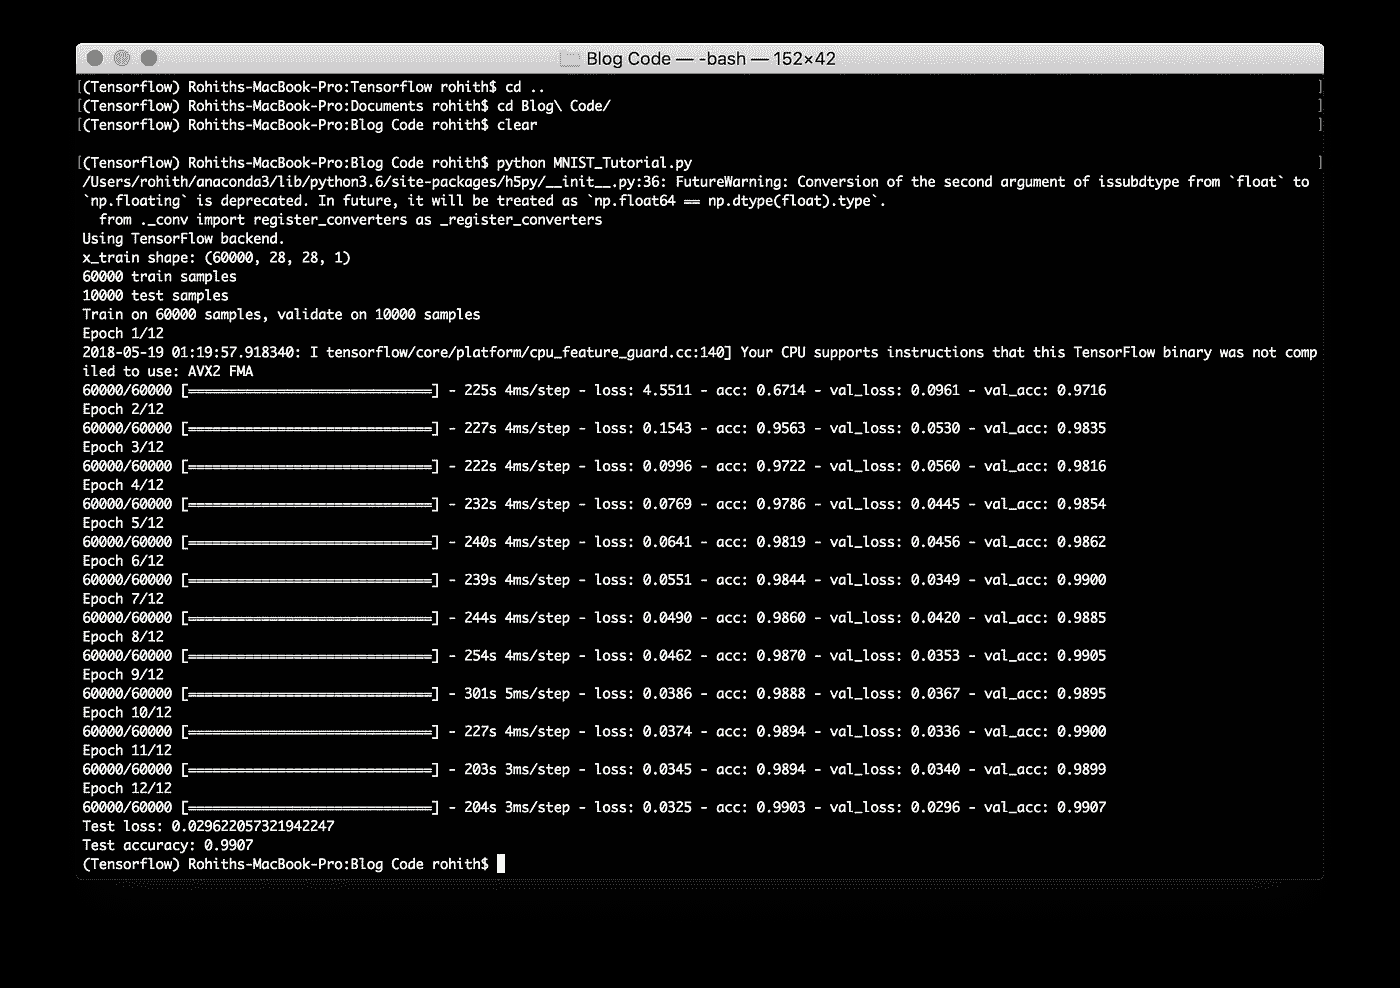 Blog Code — -bash — 152×42
[(Tensorflow) Rohiths-MacBook-Pro:Tensorflow rohith$ cd .. ]
[(Tensorflow) Rohiths-MacBook-Pro:Documents rohith$ cd Blog\ Code/ ]
[(Tensorflow) Rohiths-MacBook-Pro:Blog Code rohith$ clear ]
[(Tensorflow) Rohiths-MacBook-Pro:Blog Code rohith$ python MNIST_Tutorial.py ]
/Users/rohith/anaconda3/lib/python3.6/site-packages/h5py/__init__.py:36: FutureWarning: Conversion of the second argument of issubdtype from `float` to
`np.floating` is deprecated. In future, it will be treated as `np.float64 == np.dtype(float).type`.
from ._conv import register_converters as _register_converters
Using TensorFlow backend.
x_train shape: (60000, 28, 28, 1)
60000 train samples
10000 test samples
Train on 60000 samples, validate on 10000 samples
Epoch 1/12
2018-05-19 01:19:57.918340: I tensorflow/core/platform/cpu_feature_guard.cc:140] Your CPU supports instructions that this TensorFlow binary was not comp
iled to use: AVX2 FMA
60000/60000 [==============================] - 225s 4ms/step - loss: 4.5511 - acc: 0.6714 - val_loss: 0.0961 - val_acc: 0.9716
Epoch 2/12
60000/60000 [==============================] - 227s 4ms/step - loss: 0.1543 - acc: 0.9563 - val_loss: 0.0530 - val_acc: 0.9835
Epoch 3/12
60000/60000 [==============================] - 222s 4ms/step - loss: 0.0996 - acc: 0.9722 - val_loss: 0.0560 - val_acc: 0.9816
Epoch 4/12
60000/60000 [==============================] - 232s 4ms/step - loss: 0.0769 - acc: 0.9786 - val_loss: 0.0445 - val_acc: 0.9854
Epoch 5/12
60000/60000 [==============================] - 240s 4ms/step - loss: 0.0641 - acc: 0.9819 - val_loss: 0.0456 - val_acc: 0.9862
Epoch 6/12
60000/60000 [==============================] - 239s 4ms/step - loss: 0.0551 - acc: 0.9844 - val_loss: 0.0349 - val_acc: 0.9900
Epoch 7/12
60000/60000 [==============================] - 244s 4ms/step - loss: 0.0490 - acc: 0.9860 - val_loss: 0.0420 - val_acc: 0.9885
Epoch 8/12
60000/60000 [==============================] - 254s 4ms/step - loss: 0.0462 - acc: 0.9870 - val_loss: 0.0353 - val_acc: 0.9905
Epoch 9/12
60000/60000 [==============================] - 301s 5ms/step - loss: 0.0386 - acc: 0.9888 - val_loss: 0.0367 - val_acc: 0.9895
Epoch 10/12
60000/60000 [==============================] - 227s 4ms/step - loss: 0.0374 - acc: 0.9894 - val_loss: 0.0336 - val_acc: 0.9900
Epoch 11/12
60000/60000 [==============================] - 203s 3ms/step - loss: 0.0345 - acc: 0.9894 - val_loss: 0.0340 - val_acc: 0.9899
Epoch 12/12
60000/60000 [==============================] - 204s 3ms/step - loss: 0.0325 - acc: 0.9903 - val_loss: 0.0296 - val_acc: 0.9907
Test loss: 0.029622057321942247
Test accuracy: 0.9907
(Tensorflow) Rohiths-MacBook-Pro:Blog Code rohith$